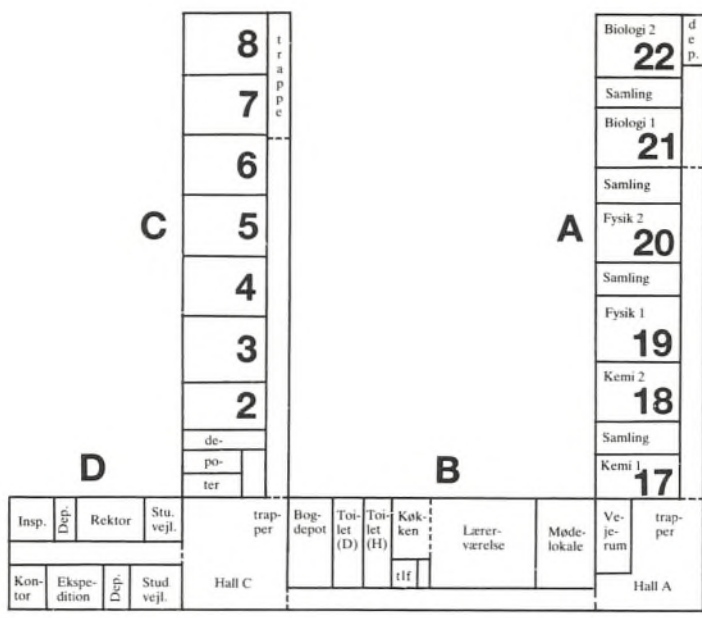 8
trappe
7
6
C
5
4
3
2
de-
po-
ter
D
Biologi 2
22
dep.
Samling
Biologi 1
21
Samling
A
Fysik 2
20
Samling
Fysik 1
19
Kemi 2
18
Samling
Kemi 1
17
B
Insp.
Dep.
Rektor
Stu.
vejl.
trap-
per
Bog-
depot
Toi-
let
(D)
Toi-
let
(H)
Køk-
ken
Lærer-
værelse
Møde-
lokale
Ve-
je-
rum
trap-
per
Kon-
tor
Ekspe-
dition
Dep.
Stud
vejl.
Hall C
tlf
Hall A